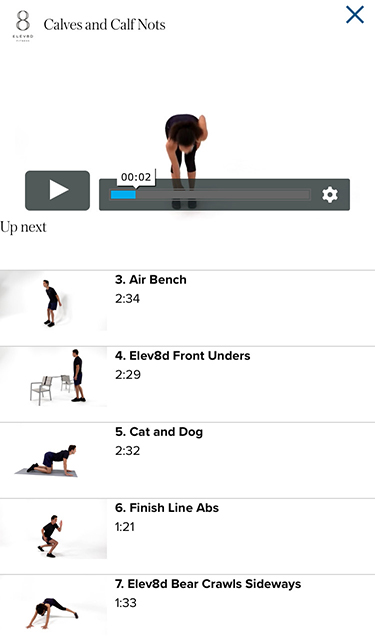 8
ELEV8D
FITNESS
Calves and Calf Nots
00:02
Up next
3. Air Bench
2:34
4. Elev8d Front Unders
2:29
5. Cat and Dog
2:32
6. Finish Line Abs
1:21
7. Elev8d Bear Crawls Sideways
1:33